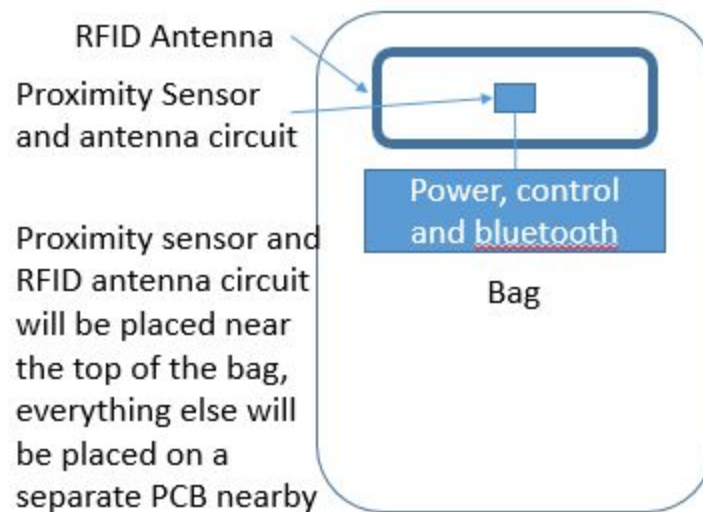 RFID Antenna
Proximity Sensor
and antenna circuit
Power, control
and bluetooth
Proximity sensor and
RFID antenna circuit
will be placed near
the top of the bag,
everything else will
be placed on a
separate PCB nearby
Bag